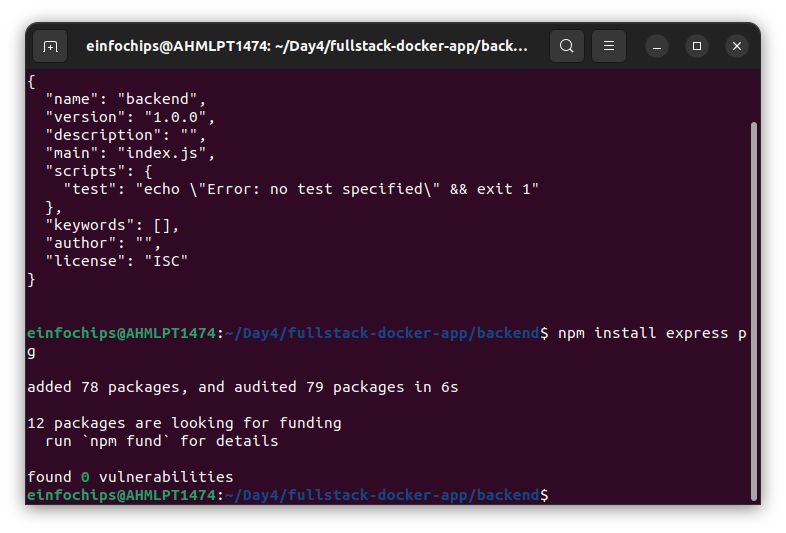 einfochips@AHMLPT1474: ~/Day4/fullstack-docker-app/back...
{
  "name": "backend",
  "version": "1.0.0",
  "description": "",
  "main": "index.js",
  "scripts": {
    "test": "echo \"Error: no test specified\" && exit 1"
  },
  "keywords": [],
  "author": "",
  "license": "ISC"
}
einfochips@AHMLPT1474:~/Day4/fullstack-docker-app/backend$ npm install express p
g
added 78 packages, and audited 79 packages in 6s
12 packages are looking for funding
  run `npm fund` for details
found 0 vulnerabilities
einfochips@AHMLPT1474:~/Day4/fullstack-docker-app/backend$